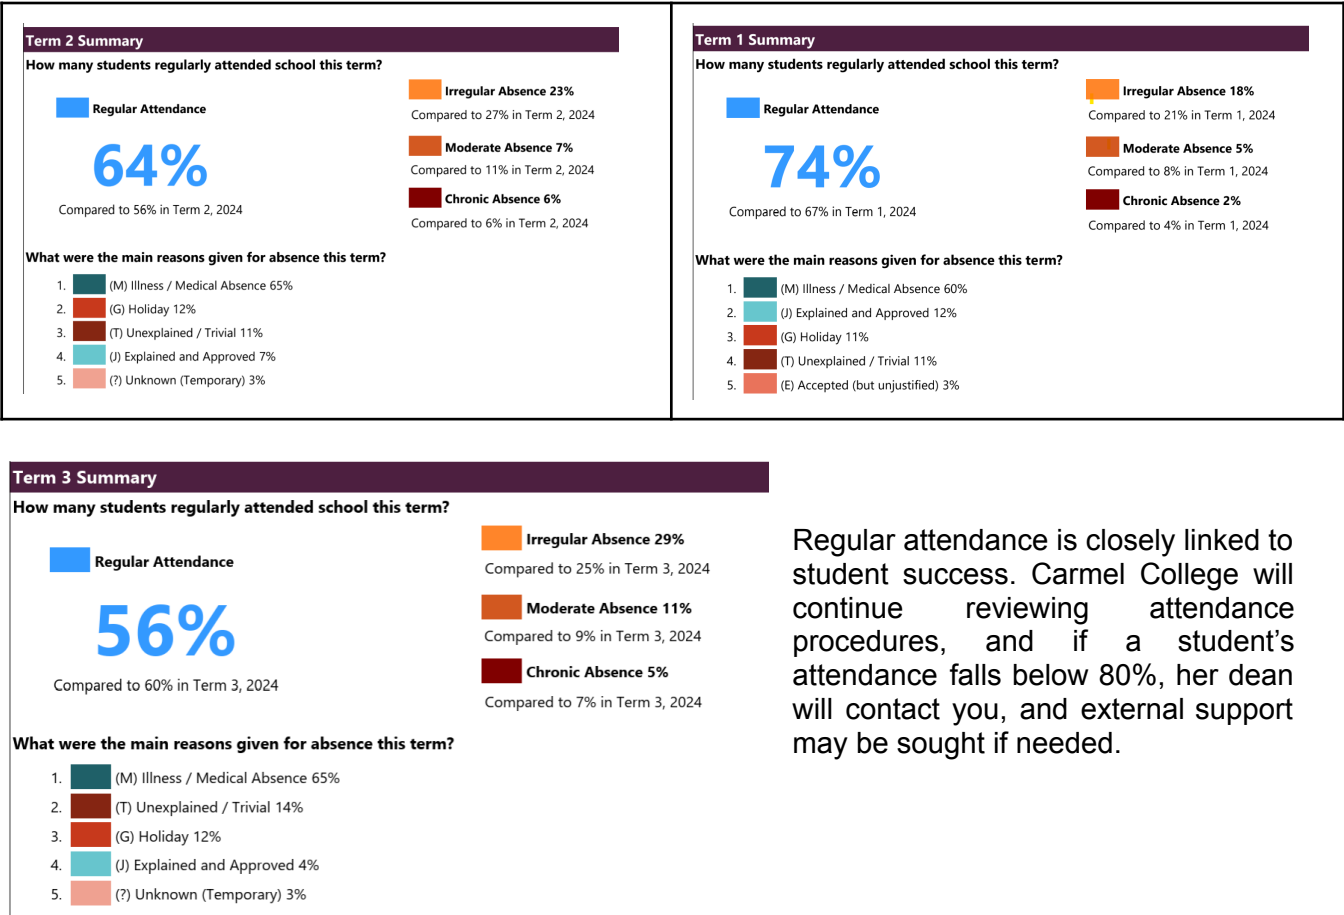 Term 2 Summary
How many students regularly attended school this term?
Regular Attendance
64%
Compared to 56% in Term 2, 2024
Irregular Absence 23%
Compared to 27% in Term 2, 2024
Moderate Absence 7%
Compared to 11% in Term 2, 2024
Chronic Absence 6%
Compared to 6% in Term 2, 2024
What were the main reasons given for absence this term?
1. (M) Illness / Medical Absence 65%
2. (G) Holiday 12%
3. (T) Unexplained / Trivial 11%
4. (J) Explained and Approved 7%
5. (?) Unknown (Temporary) 3%
Term 1 Summary
How many students regularly attended school this term?
Regular Attendance
74%
Compared to 67% in Term 1, 2024
Irregular Absence 18%
Compared to 21% in Term 1, 2024
Moderate Absence 5%
Compared to 8% in Term 1, 2024
Chronic Absence 2%
Compared to 4% in Term 1, 2024
What were the main reasons given for absence this term?
1. (M) Illness / Medical Absence 60%
2. (J) Explained and Approved 12%
3. (G) Holiday 11%
4. (T) Unexplained / Trivial 11%
5. (E) Accepted (but unjustified) 3%
Term 3 Summary
How many students regularly attended school this term?
Regular Attendance
56%
Compared to 60% in Term 3, 2024
Irregular Absence 29%
Compared to 25% in Term 3, 2024
Moderate Absence 11%
Compared to 9% in Term 3, 2024
Chronic Absence 5%
Compared to 7% in Term 3, 2024
What were the main reasons given for absence this term?
1. (M) Illness / Medical Absence 65%
2. (T) Unexplained / Trivial 14%
3. (G) Holiday 12%
4. (J) Explained and Approved 4%
5. (?) Unknown (Temporary) 3%
Regular attendance is closely linked to
student success. Carmel College will
continue reviewing attendance
procedures, and if a student’s
attendance falls below 80%, her dean
will contact you, and external support
may be sought if needed.